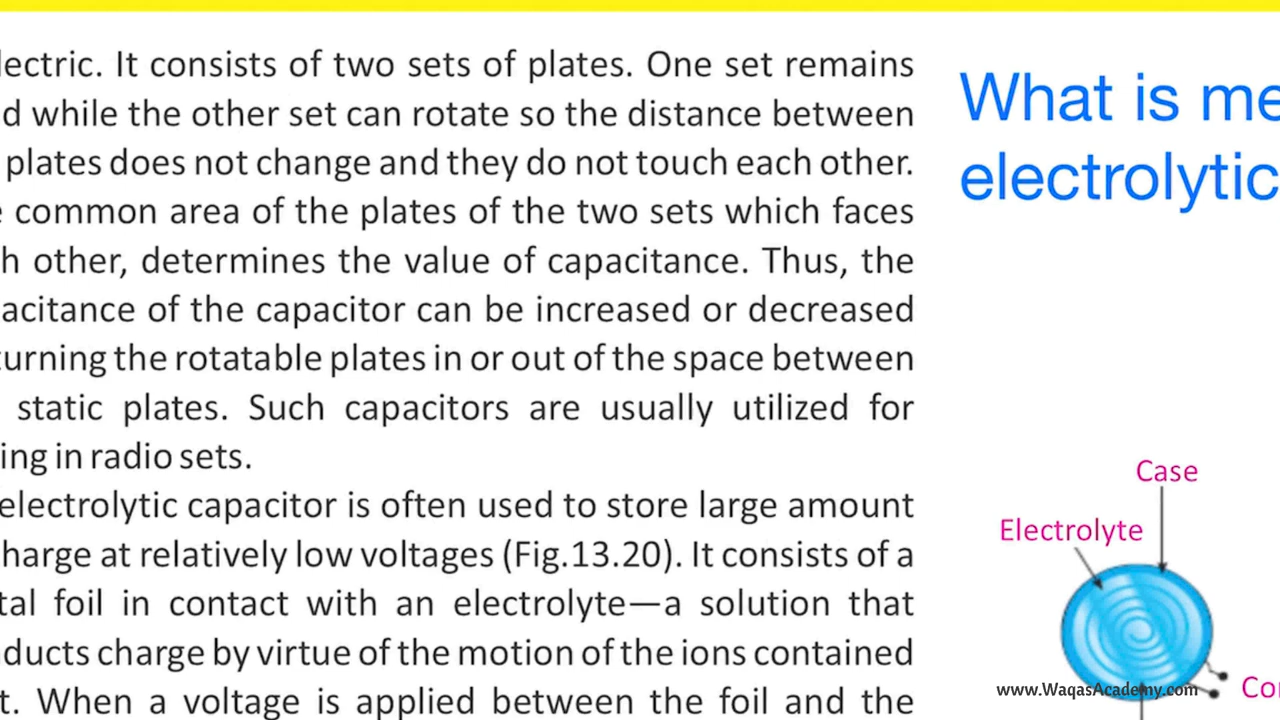 lectric. It consists of two sets of plates. One set remains
d while the other set can rotate so the distance between
plates does not change and they do not touch each other.
e common area of the plates of the two sets which faces
h other, determines the value of capacitance. Thus, the
acitance of the capacitor can be increased or decreased
turning the rotatable plates in or out of the space between
static plates. Such capacitors are usually utilized for
ing in radio sets.
electrolytic capacitor is often used to store large amount
harge at relatively low voltages (Fig.13.20). It consists of a
tal foil in contact with an electrolyte—a solution that
ducts charge by virtue of the motion of the ions contained
t. When a voltage is applied between the foil and the
What is me
electrolytic
Case
Electrolyte
Con
www.WaqasAcademy.com